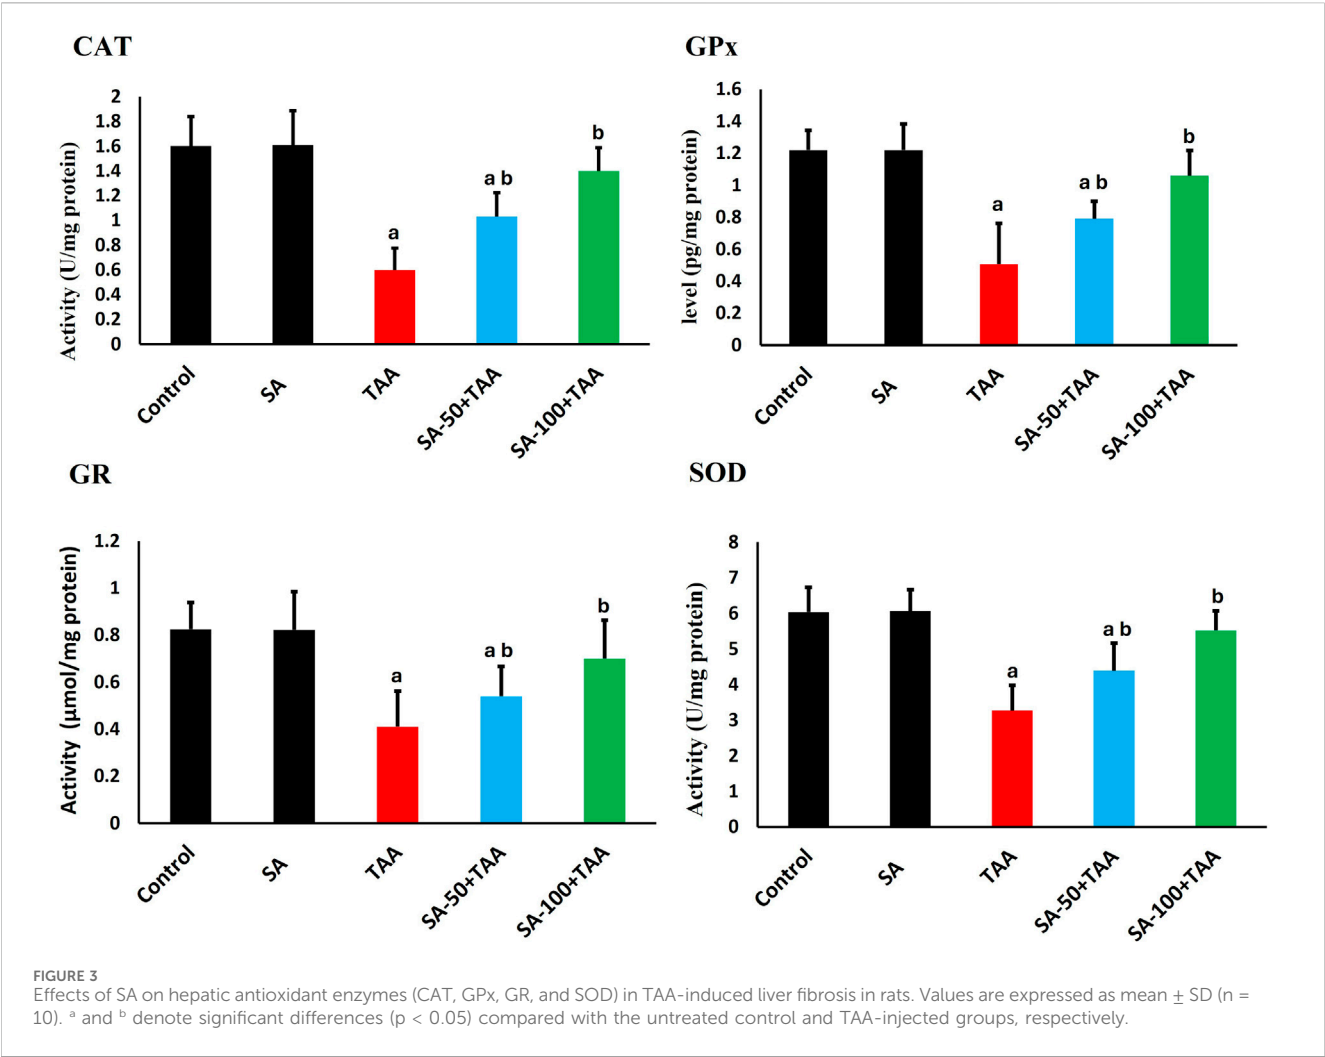 CAT
Activity (U/mg protein)
2
1.8
1.6
1.4
1.2
1
0.8
0.6
0.4
0.2
0
a
a b
b
Control
SA
TAA
SA-50+TAA
SA-100+TAA
GPx
level (pg/mg protein)
1.6
1.4
1.2
1
0.8
0.6
0.4
0.2
0
a
a b
b
Control
SA
TAA
SA-50+TAA
SA-100+TAA
GR
Activity (µmol/mg protein)
1.2
1
0.8
0.6
0.4
0.2
0
a
a b
b
Control
SA
TAA
SA-50+TAA
SA-100+TAA
SOD
Activity (U/mg protein)
8
7
6
5
4
3
2
1
0
a
a b
b
Control
SA
TAA
SA-50+TAA
SA-100+TAA
FIGURE 3
Effects of SA on hepatic antioxidant enzymes (CAT, GPx, GR, and SOD) in TAA-induced liver fibrosis in rats. Values are expressed as mean ± SD (n =
10). ᵃ and ᵇ denote significant differences (p < 0.05) compared with the untreated control and TAA-injected groups, respectively.